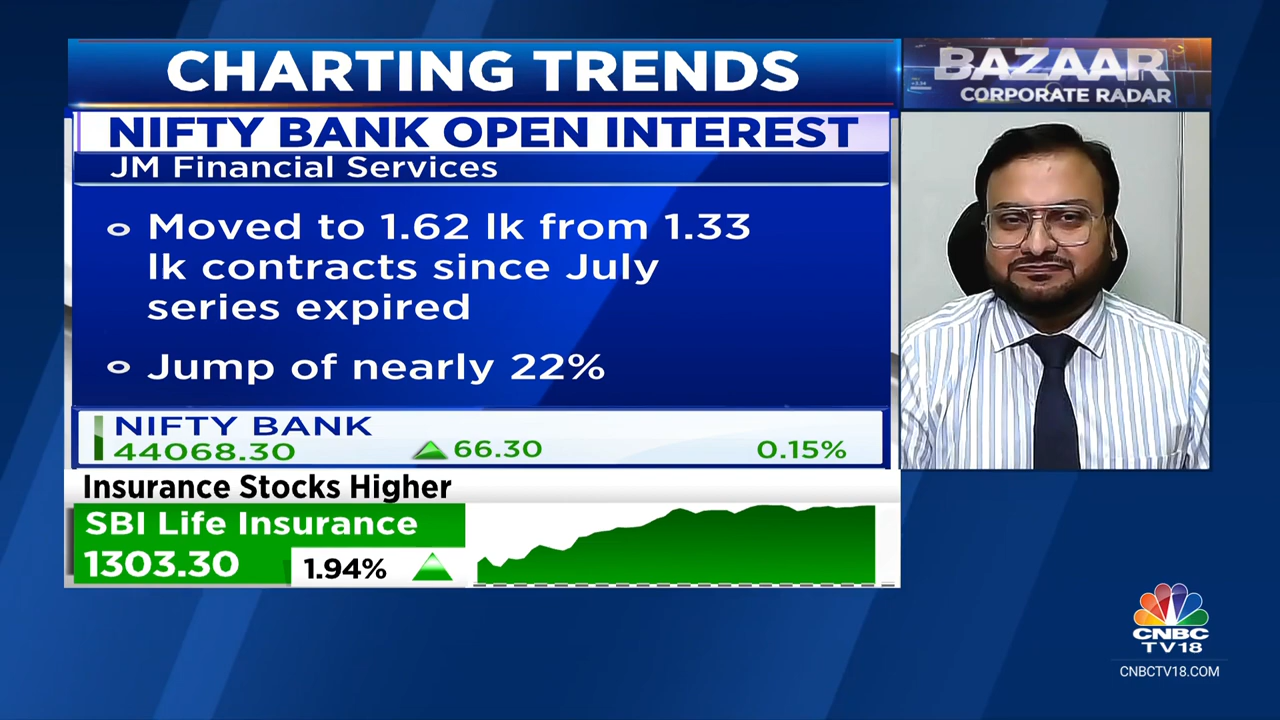 CHARTING TRENDS
BAZAAR
CORPORATE RADAR
NIFTY BANK OPEN INTEREST
JM Financial Services
Moved to 1.62 lk from 1.33
lk contracts since July
series expired
Jump of nearly 22%
NIFTY BANK
44068.30 66.30 0.15%
Insurance Stocks Higher
SBI Life Insurance
1303.30 1.94%
CNBC
TV18
CNBCTV18.COM